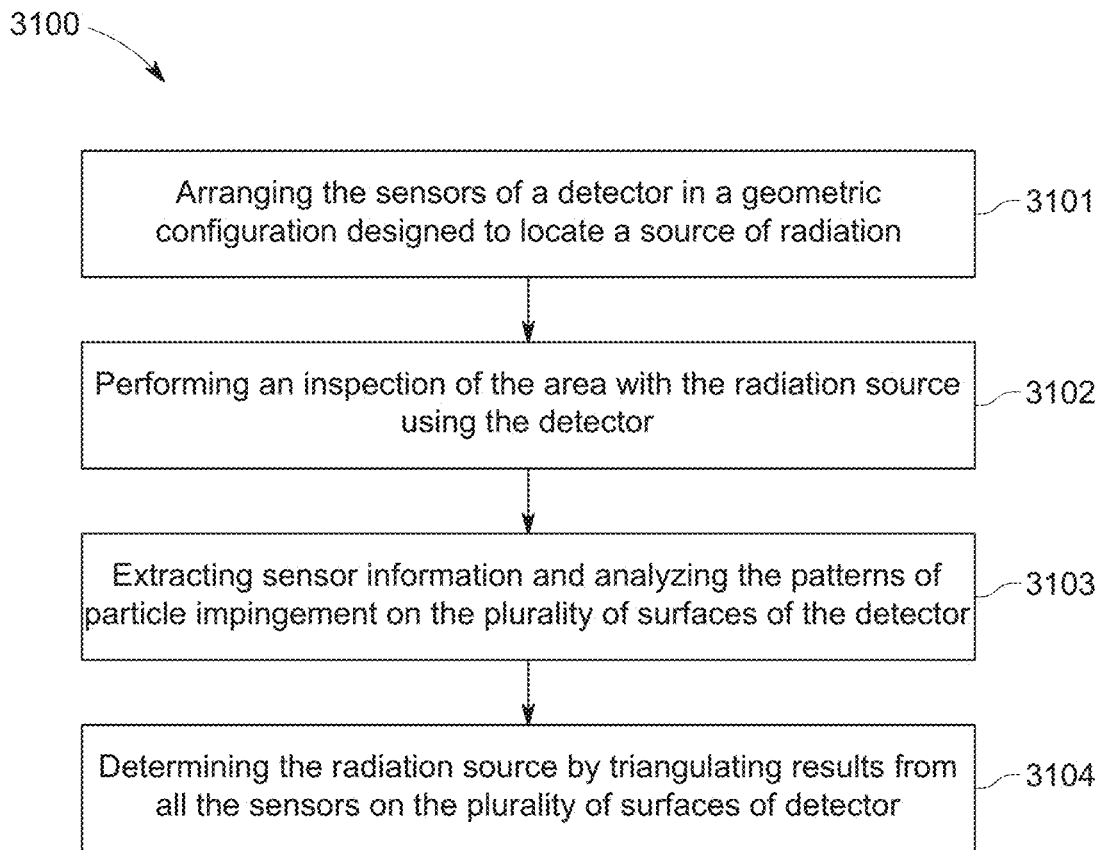 3100
Arranging the sensors of a detector in a geometric
configuration designed to locate a source of radiation
3101
Performing an inspection of the area with the radiation source
using the detector
3102
Extracting sensor information and analyzing the patterns of
particle impingement on the plurality of surfaces of the detector
3103
Determining the radiation source by triangulating results from
all the sensors on the plurality of surfaces of detector
3104